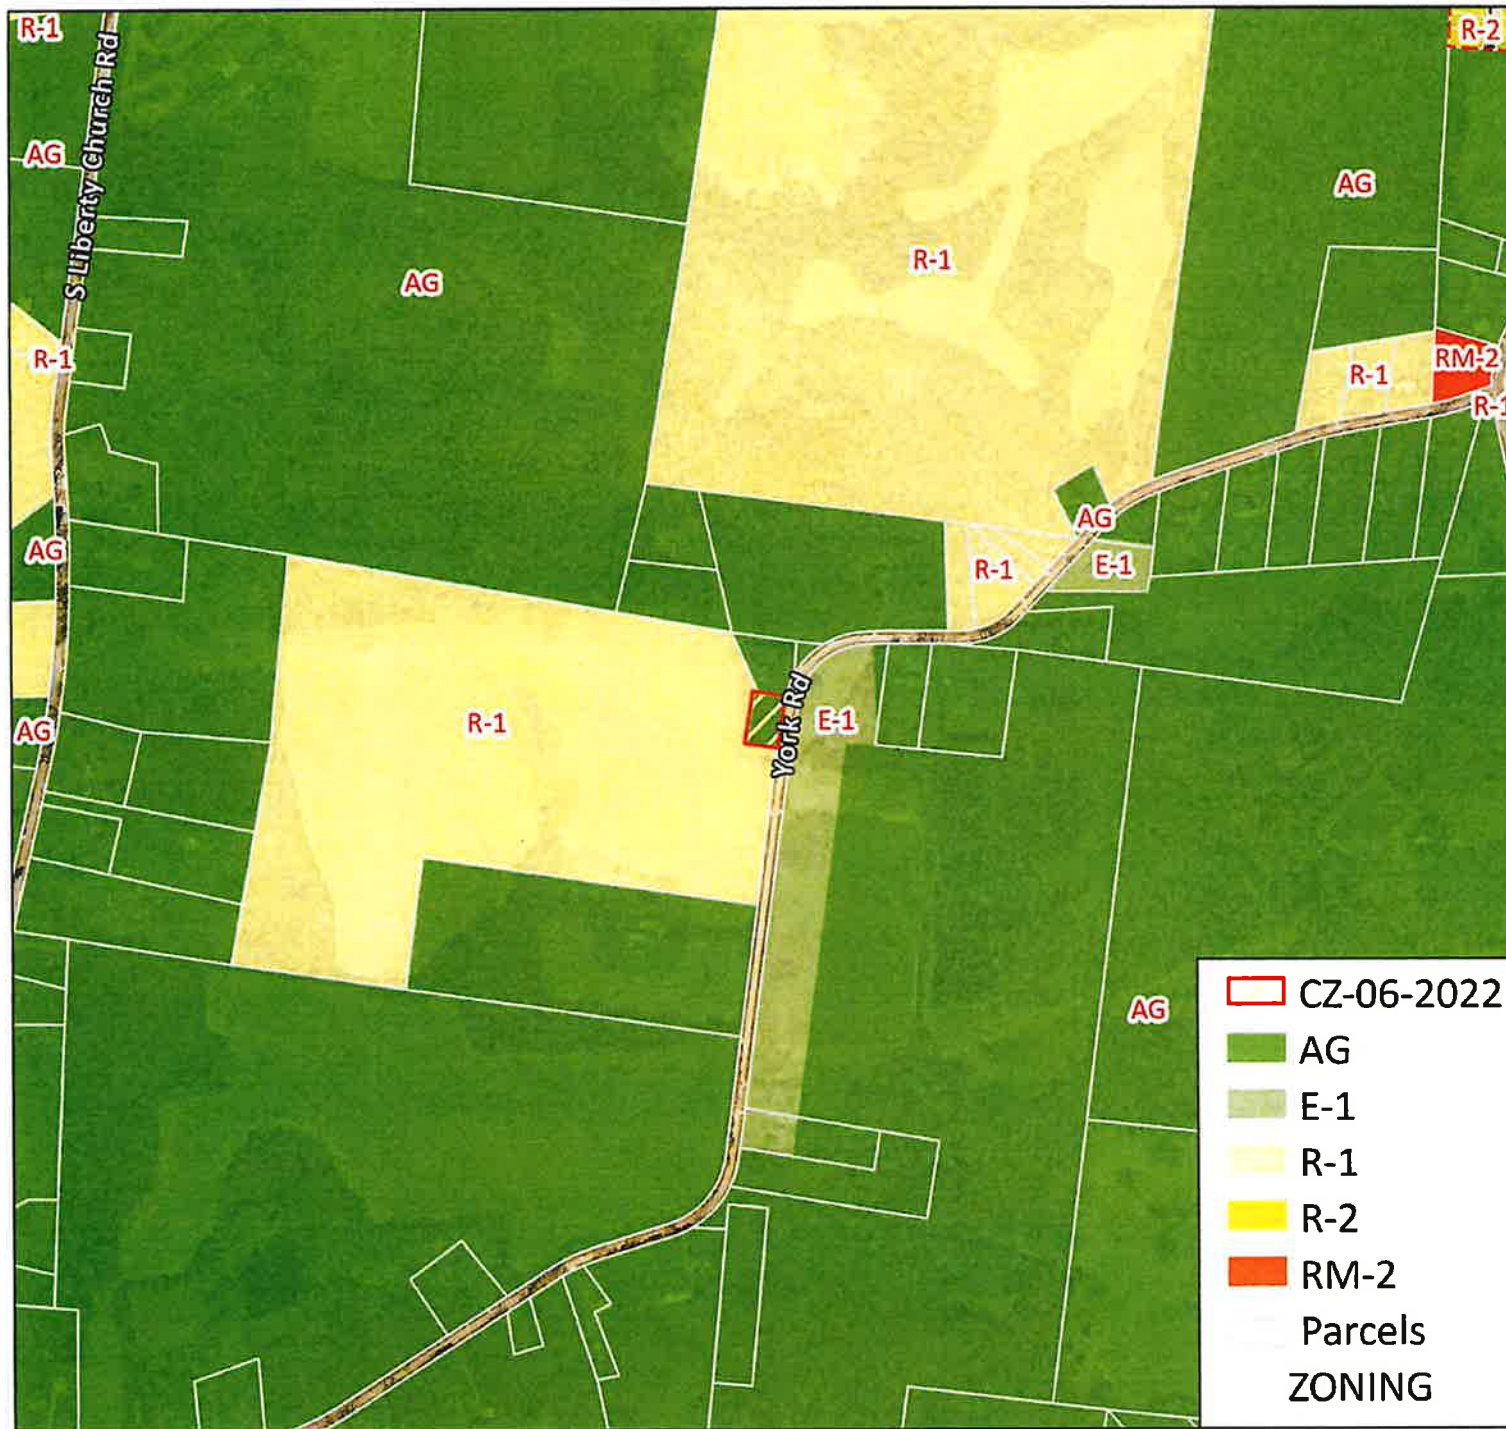 R-1
R-2
S Liberty Church Rd
AG
AG
R-1
AG
R-1
RM-2
R-1
R-1
AG
AG
R-1
E-1
R-1
York Rd
E-1
AG
AG
CZ-06-2022
AG
E-1
R-1
R-2
RM-2
Parcels
ZONING